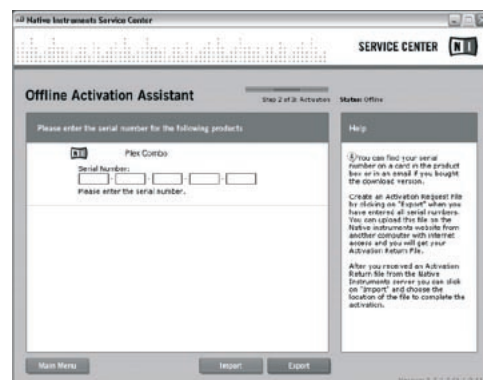 Native Instruments Service Center
SERVICE CENTER
Offline Activation Assistant
Step 2 of 3: Activation
Status: Offline
Please enter the serial number for the following products
Plex Combo
Serial Number:
- - - -
Please enter the serial number.
Help
You can find your serial
number on a card in the product
box or in an email if you bought
the download version.
Create an Activation Request File
by clicking on "Export" when you
have entered all serial numbers.
You can upload this file on the
Native Instruments website from
another computer with internet
access and you will get your
Activation Return File.
After you received an Activation
Return file from the Native
Instruments server you can click
on "Import" and choose the
location of the file to complete the
activation.
Main Menu
Import
Export